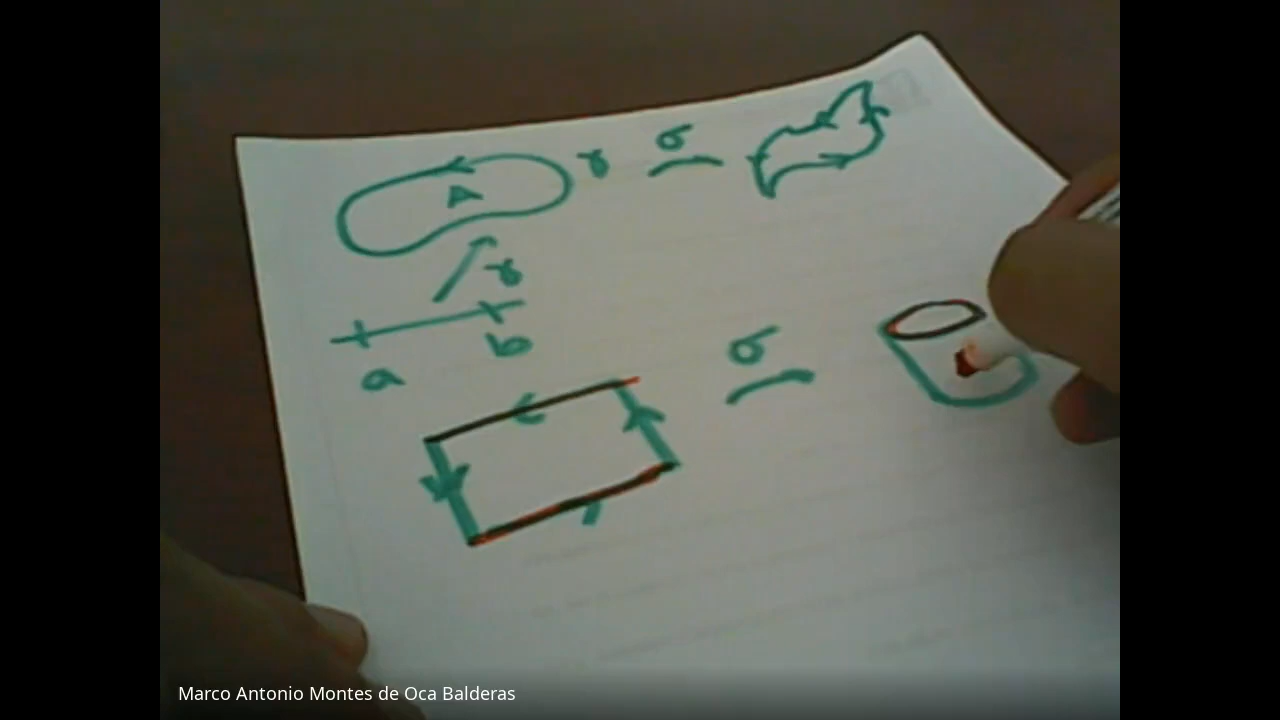 A γ σ
γ
a b
σ
Marco Antonio Montes de Oca Balderas